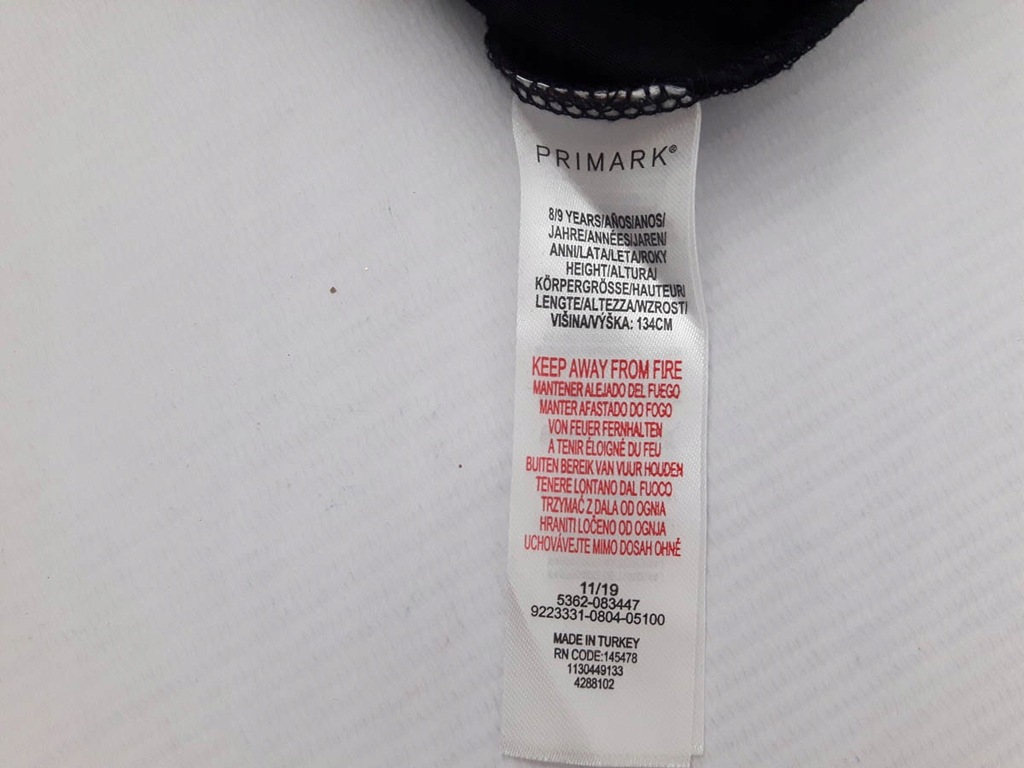 PRIMARK®
8/9 YEARS/AÑOS/ANOS/
JAHRE/ANNÉES/JAREN/
ANNI/LATA/LETA/ROKY
HEIGHT/ALTURA/
KÖRPERGRÖSSE/HAUTEUR/
LENGTE/ALTEZZA/WZROST/
VIŠINA/VÝŠKA: 134CM
KEEP AWAY FROM FIRE
MANTENER ALEJADO DEL FUEGO
MANTER AFASTADO DO FOGO
VON FEUER FERNHALTEN
A TENIR ÉLOIGNÉ DU FEU
BUITEN BEREIK VAN VUUR HOUDEN
TENERE LONTANO DAL FUOCO
TRZYMAĆ Z DALA OD OGNIA
HRANITI LOČENO OD OGNJA
UCHOVÁVEJTE MIMO DOSAH OHNĚ
11/19
5362-083447
9223331-0804-05100
MADE IN TURKEY
RN CODE:145478
1130449133
4288102